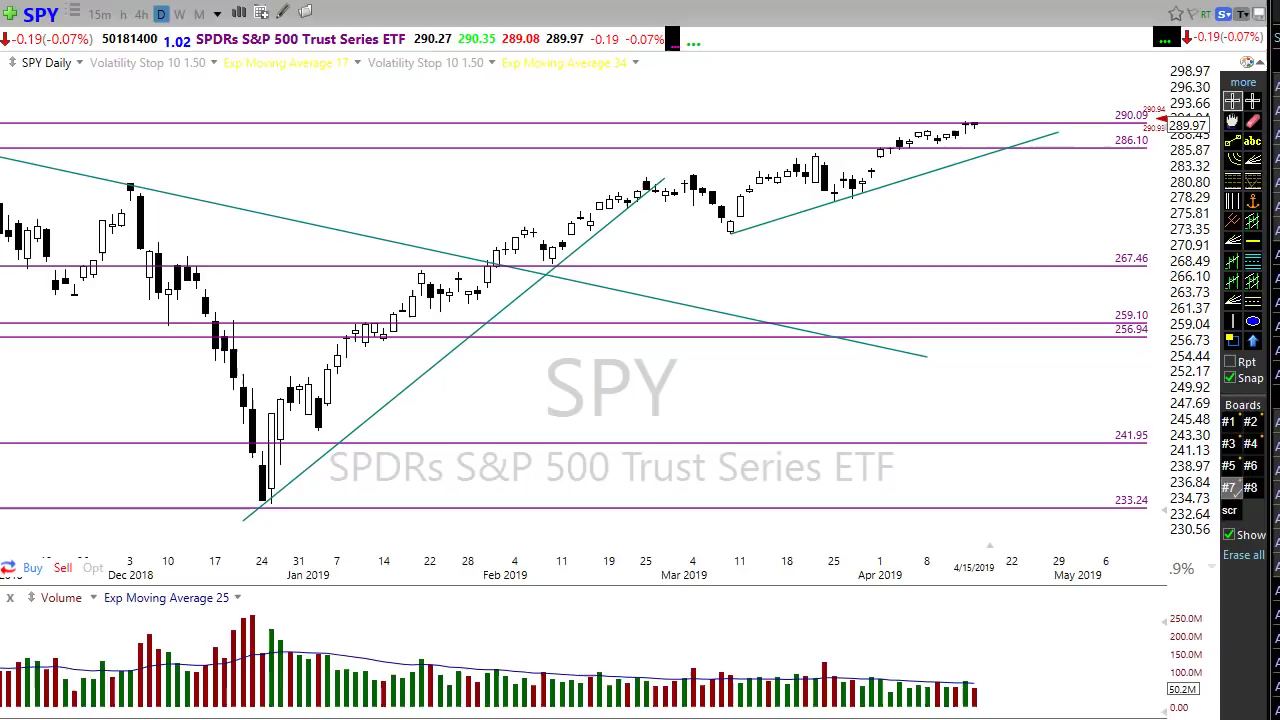 SPY 15m h 4h D W M RT S T
-0.19(-0.07%) 50181400 1.02 SPDRs S&P 500 Trust Series ETF 290.27 290.35 289.08 289.97 -0.19 -0.07% ... ... -0.19(-0.07%)
SPY Daily Volatility Stop 10 1.50 Exp Moving Average 17 Volatility Stop 10 1.50 Exp Moving Average 34
298.97
296.30
293.66
290.94
290.09
289.97
286.10
285.87
283.32
280.80
278.29
275.81
273.35
270.91
267.46
268.49
266.10
263.73
261.37
259.10
259.04
256.94
256.73
254.44
252.17
249.92
247.69
245.48
241.95
243.30
241.13
238.97
236.84
233.24
234.73
232.64
230.56
SPY
SPDRs S&P 500 Trust Series ETF
more
abc
Rpt
Snap
Boards
#1 #2
#3 #4
#5 #6
#7 #8
scr
Show
Erase all
3 10 17 24 31 7 14 22 28 4 11 19 25 4 11 18 25 1 8 4/15/2019 22 29 6
Dec 2018 Jan 2019 Feb 2019 Mar 2019 Apr 2019 May 2019
Buy Sell Opt
.9%
x Volume Exp Moving Average 25
250.0M
200.0M
150.0M
100.0M
50.2M
0.00